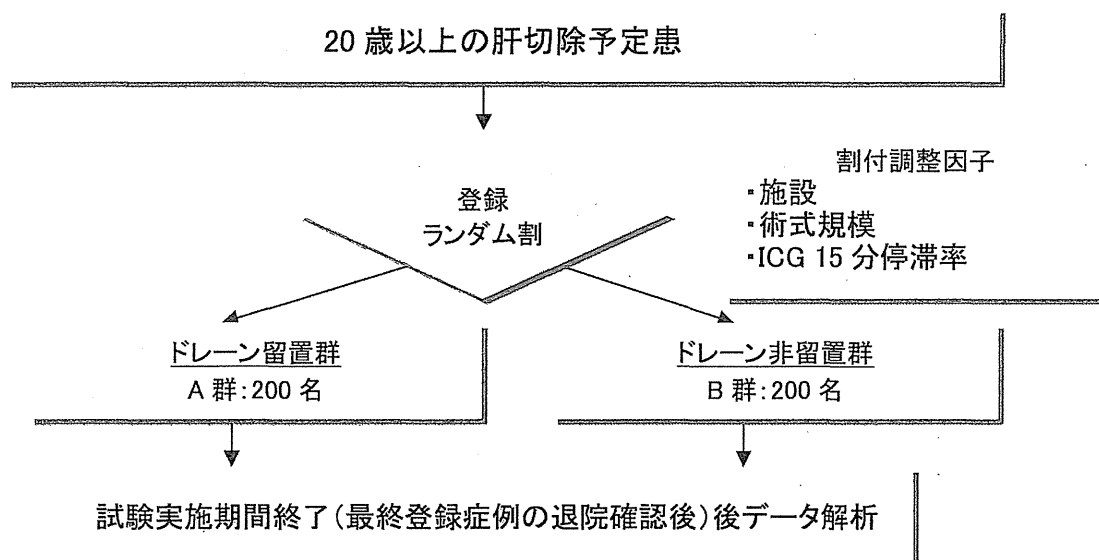 20 歳以上の肝切除予定患
登録
ランダム割
割付調整因子
・施設
・術式規模
・ICG 15 分停滞率
ドレーン留置群
A 群:200 名
ドレーン非留置群
B 群:200 名
試験実施期間終了(最終登録症例の退院確認後)後データ解析